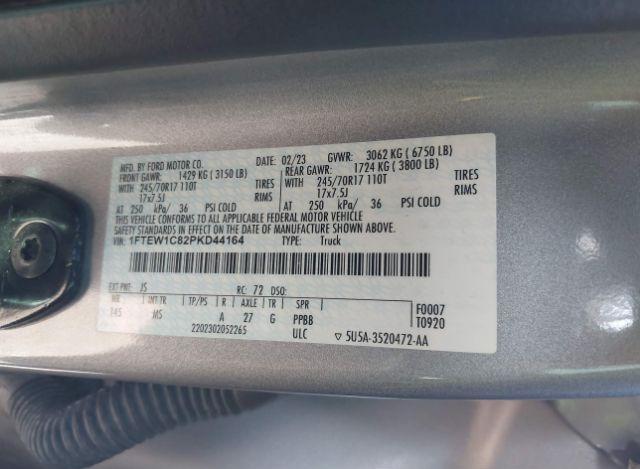 MFD. BY FORD MOTOR CO.
DATE: 02/23 GVWR: 3062 KG ( 6750 LB)
FRONT GAWR: 1429 KG ( 3150 LB) REAR GAWR: 1724 KG ( 3800 LB)
WITH 245/70R17 110T TIRES WITH 245/70R17 110T TIRES
17x7.5J RIMS 17x7.5J RIMS
AT 250 kPa/ 36 PSI COLD AT 250 kPa/ 36 PSI COLD
THIS VEHICLE CONFORMS TO ALL APPLICABLE FEDERAL MOTOR VEHICLE
SAFETY STANDARDS IN EFFECT ON THE DATE OF MANUFACTURE SHOWN ABOVE.
VIN: 1FTEW1C82PKD44164 TYPE: Truck
EXT PNT: JS RC: 72 DSO:
WB INT TR TP/PS R AXLE TR SPR F0007
145 MS A 27 G PPBB T0920
2202302052265 ULC ▽ 5U5A-3520472-AA